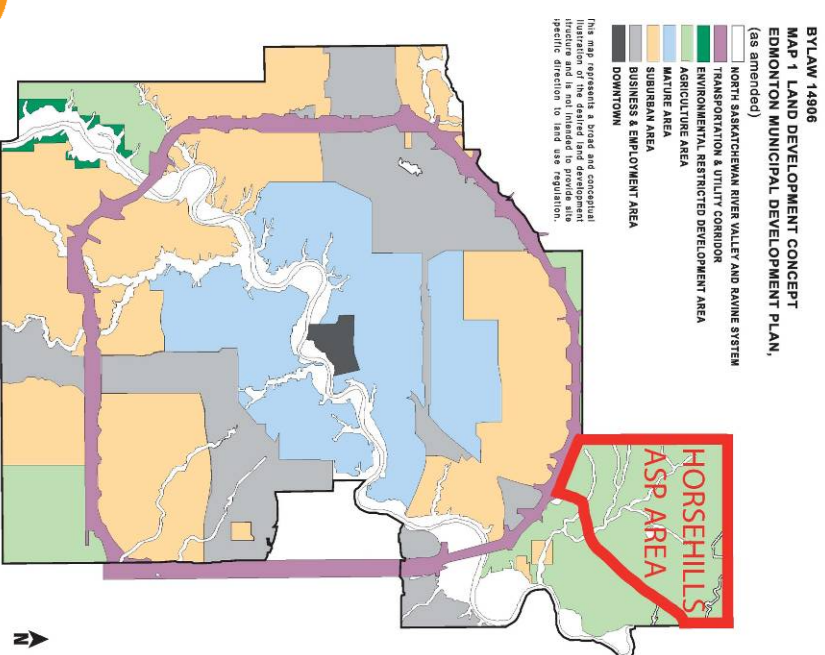 BYLAW 14906
MAP 1 LAND DEVELOPMENT CONCEPT
EDMONTON MUNICIPAL DEVELOPMENT PLAN,
(as amended)
NORTH SASKATCHEWAN RIVER VALLEY AND RAVINE SYSTEM
TRANSPORTATION & UTILITY CORRIDOR
ENVIRONMENTAL RESTRICTED DEVELOPMENT AREA
AGRICULTURE AREA
MATURE AREA
SUBURBAN AREA
BUSINESS & EMPLOYMENT AREA
DOWNTOWN
This map represents a broad and conceptual
illustration of the desired land development
structure and is not intended to provide site
specific direction to land use regulation.
HORSEHILLS
ASP AREA
N